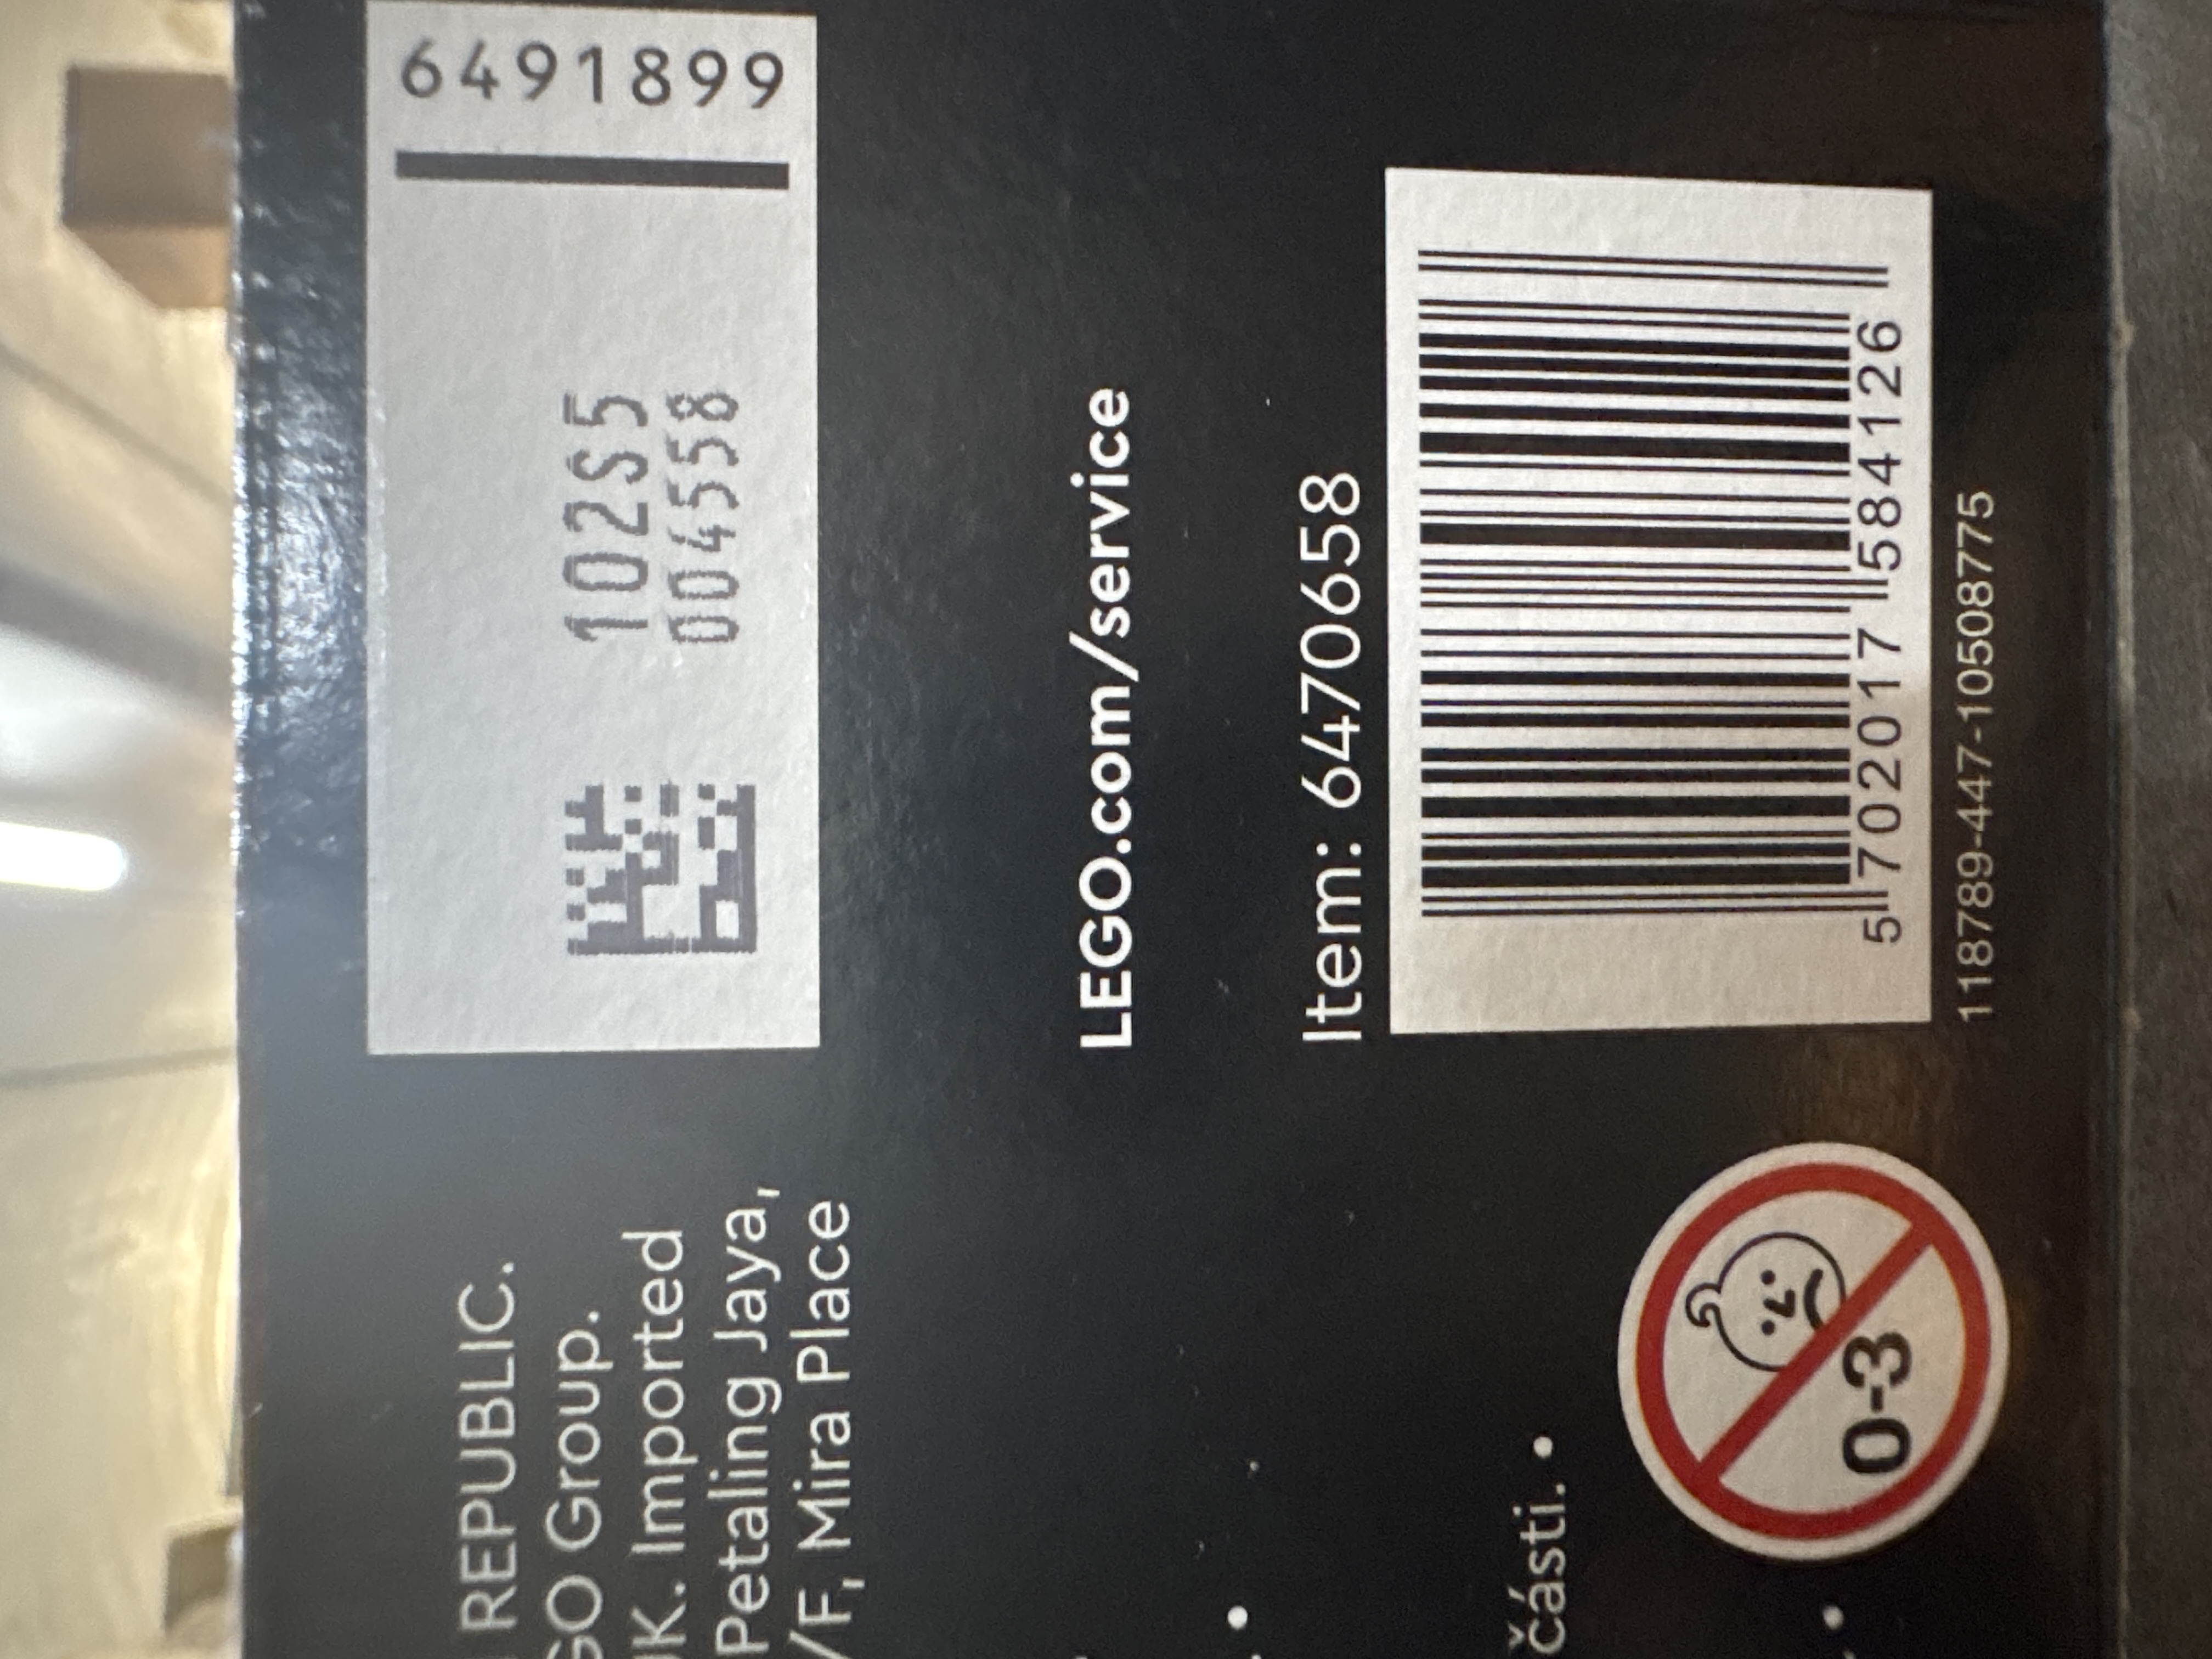 6491899
102S5
004558
LEGO.com/service
Item: 6470658
5 702017 584126
118789-447-10508775
REPUBLIC.
GO Group.
K. Imported
Petaling Jaya,
/F, Mira Place
části. •
•
•
0-3